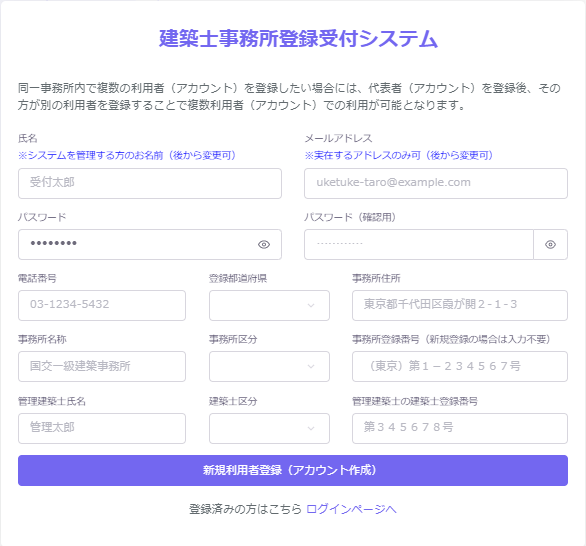 建築士事務所登録受付システム
同一事務所内で複数の利用者（アカウント）を登録したい場合には、代表者（アカウント）を登録後、その
方が別の利用者を登録することで複数利用者（アカウント）での利用が可能となります。
氏名 メールアドレス
※システムを管理する方のお名前（後から変更可） ※実在するアドレスのみ可（後から変更可）
受付太郎 uketuke-taro@example.com
パスワード パスワード（確認用）
•••••••• ············
電話番号 登録都道府県 事務所住所
03-1234-5432 東京都千代田区霞が関２-１-３
事務所名称 事務所区分 事務所登録番号（新規登録の場合は入力不要）
国交一級建築事務所 （東京）第１－２３４５６７号
管理建築士氏名 建築士区分 管理建築士の建築士登録番号
管理太郎 第３４５６７８号
新規利用者登録（アカウント作成）
登録済みの方はこちら ログインページへ